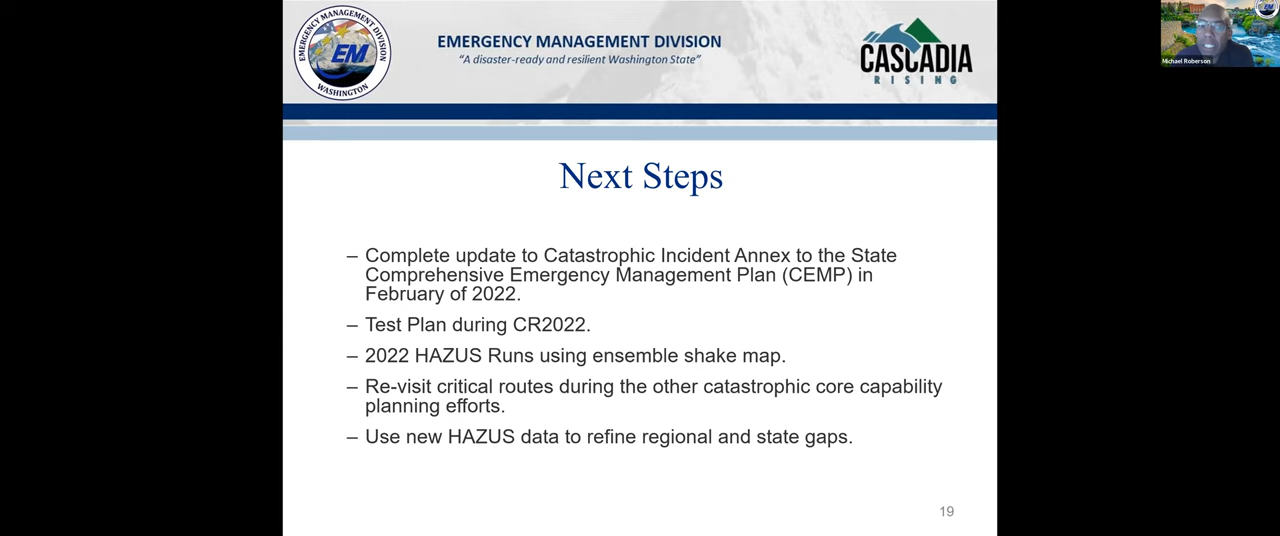 EMERGENCY MANAGEMENT DIVISION
EM
WASHINGTON
EMERGENCY MANAGEMENT DIVISION
"A disaster-ready and resilient Washington State"
CASCADIA
RISING
EM
Michael Roberson
Next Steps
– Complete update to Catastrophic Incident Annex to the State
Comprehensive Emergency Management Plan (CEMP) in
February of 2022.
– Test Plan during CR2022.
– 2022 HAZUS Runs using ensemble shake map.
– Re-visit critical routes during the other catastrophic core capability
planning efforts.
– Use new HAZUS data to refine regional and state gaps.
19